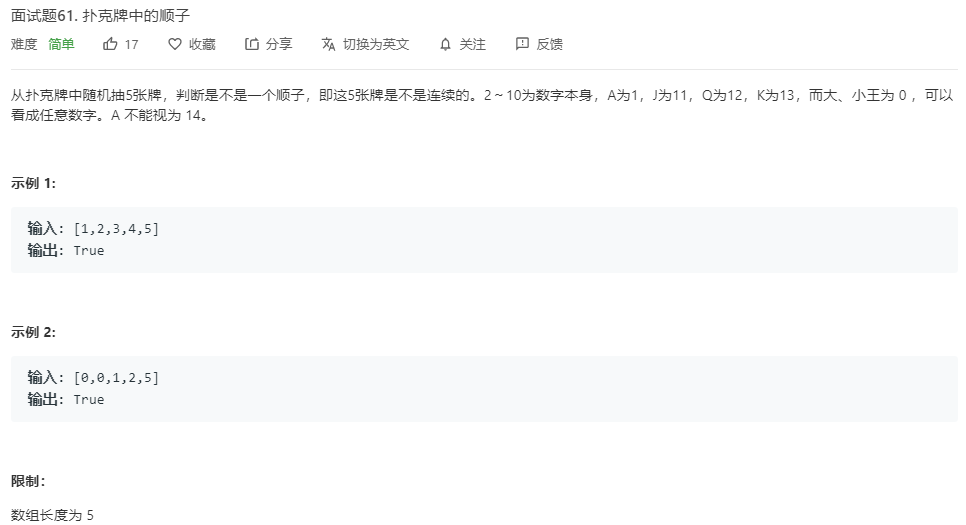 面试题61. 扑克牌中的顺子
难度 简单 17 收藏 分享 切换为英文 关注 反馈
从扑克牌中随机抽5张牌，判断是不是一个顺子，即这5张牌是不是连续的。2～10为数字本身，A为1，J为11，Q为12，K为13，而大、小王为 0 ，可以
看成任意数字。A 不能视为 14。
示例 1:
输入: [1,2,3,4,5]
输出: True
示例 2:
输入: [0,0,1,2,5]
输出: True
限制：
数组长度为 5